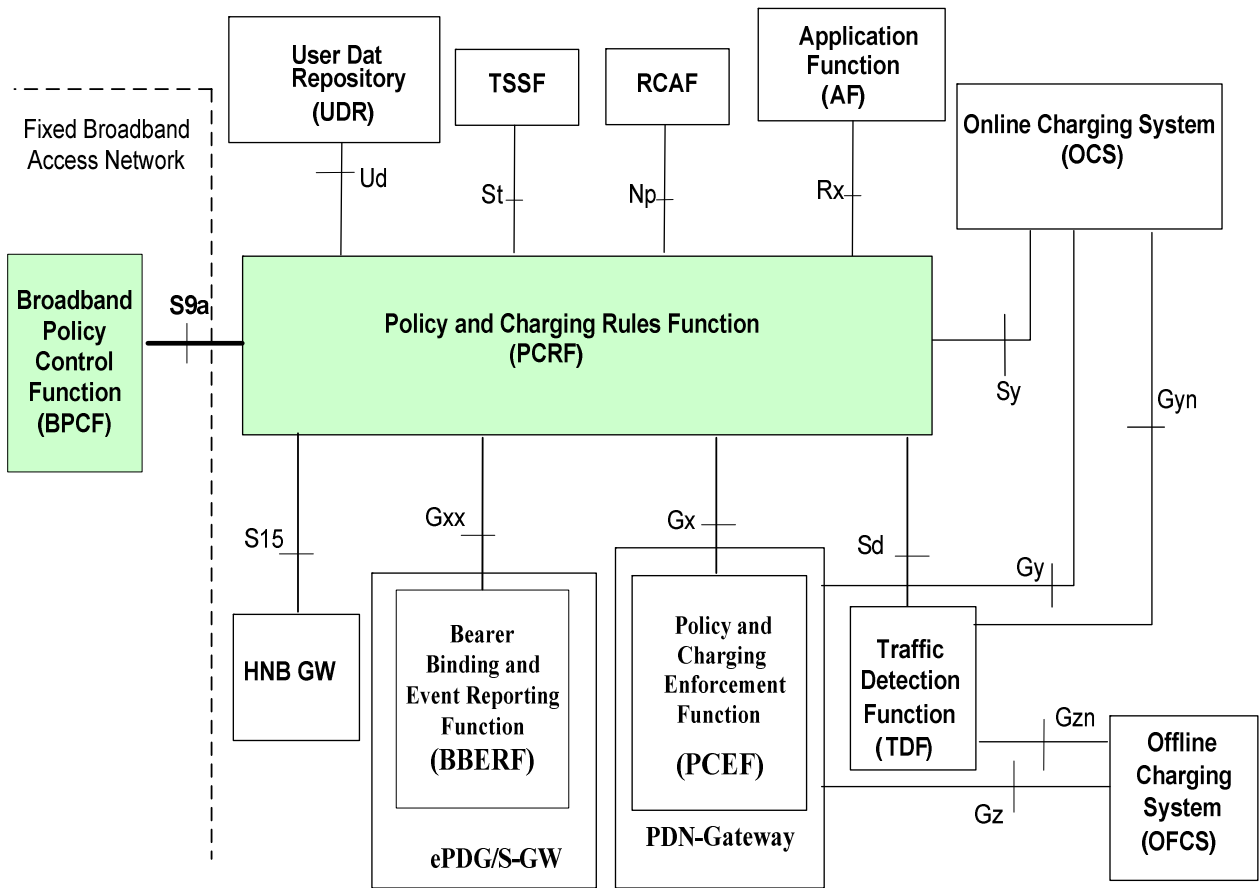 User Dat
Repository
(UDR)
TSSF
RCAF
Application
Function
(AF)
Online Charging System
(OCS)
Fixed Broadband
Access Network
Ud
St
Np
Rx
Broadband
Policy
Control
Function
(BPCF)
S9a
Policy and Charging Rules Function
(PCRF)
Sy
Gyn
S15
Gxx
Gx
Sd
Gy
HNB GW
Bearer
Binding and
Event Reporting
Function
(BBERF)
ePDG/S-GW
Policy and
Charging
Enforcement
Function
(PCEF)
PDN-Gateway
Traffic
Detection
Function
(TDF)
Gzn
Gz
Offline
Charging
System
(OFCS)